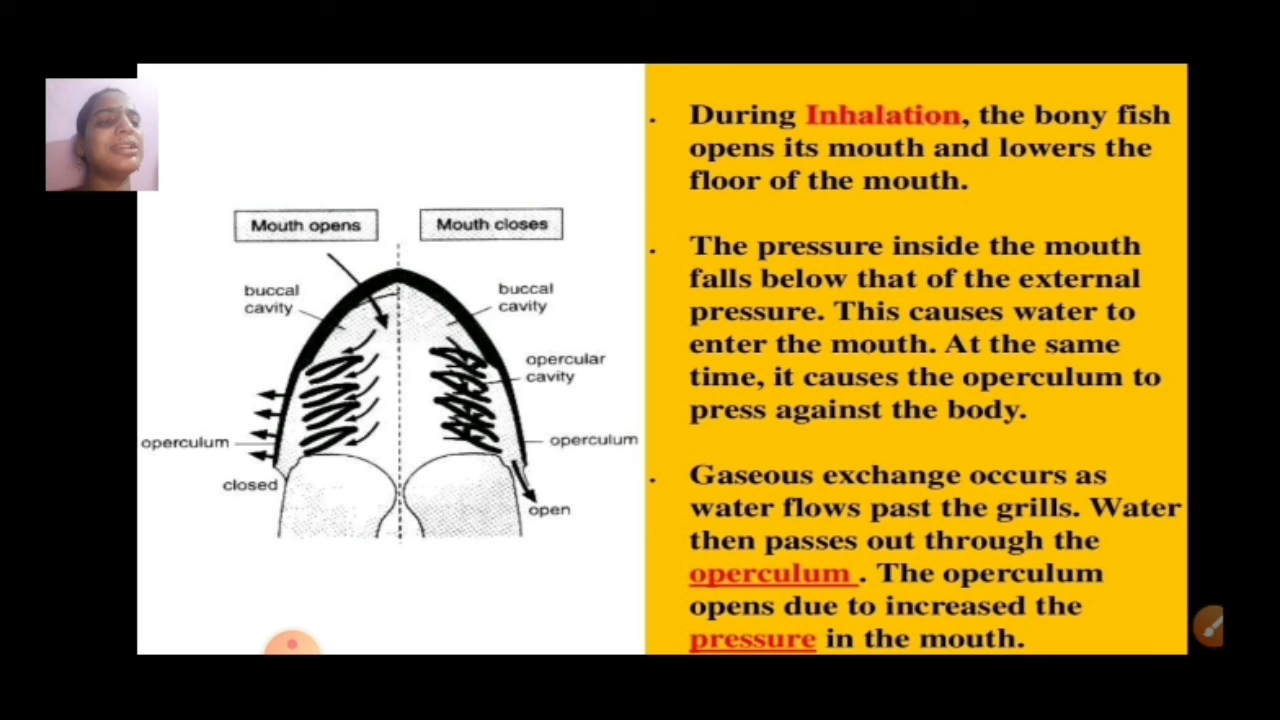 Mouth opens
Mouth closes
buccal
cavity
buccal
cavity
opercular
cavity
operculum
operculum
closed
open
. During Inhalation, the bony fish
opens its mouth and lowers the
floor of the mouth.
. The pressure inside the mouth
falls below that of the external
pressure. This causes water to
enter the mouth. At the same
time, it causes the operculum to
press against the body.
. Gaseous exchange occurs as
water flows past the grills. Water
then passes out through the
operculum . The operculum
opens due to increased the
pressure in the mouth.